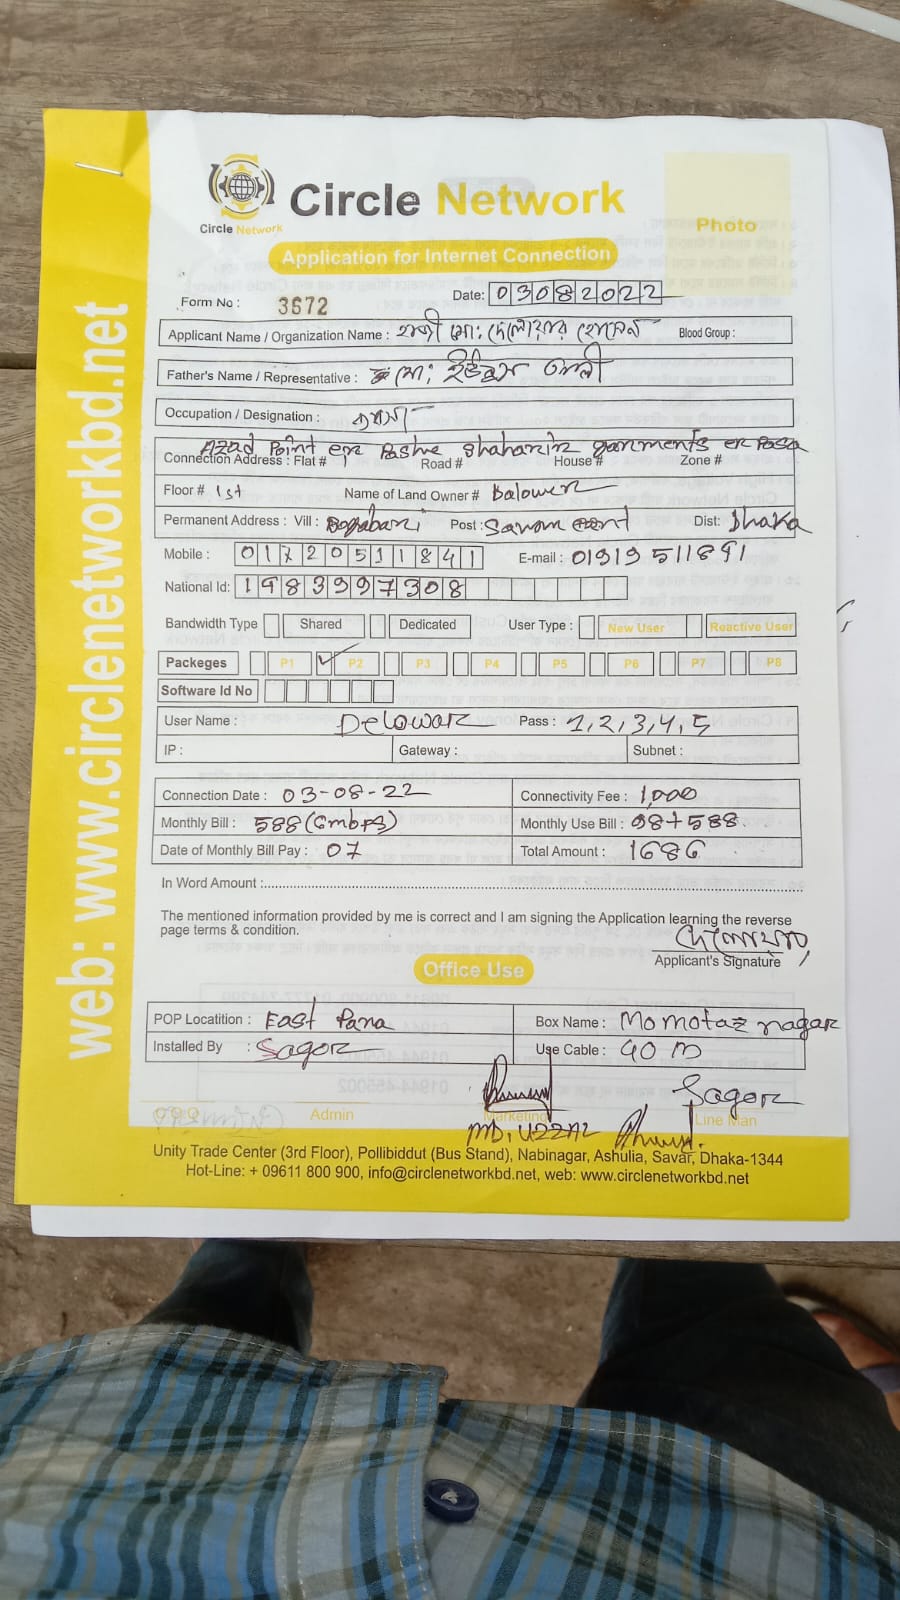 Circle Network
Circle Network
Photo
Application for Internet Connection
Form No : 3672
Date: 03082022
Applicant Name / Organization Name : হাজী মো: দেলোয়ার হোসেন Blood Group :
Father's Name / Representative : মো: ইউনুস আলী
Occupation / Designation :
Azad Point er Pashe Shaharin garments er Passa
Connection Address : Flat # Road # House # Zone #
Floor # 1st Name of Land Owner # Dalower
Permanent Address : Vill : Bogabari Post : Savar cant Dist: Dhaka
Mobile : 01720511841 E-mail : 01919 511891
National Id: 1983997308
Bandwidth Type Shared Dedicated User Type : New User Reactive User
Packeges P1 P2 P3 P4 P5 P6 P7 P8
Software Id No
User Name : Delowar Pass : 1,2,3,4,5
IP : Gateway : Subnet :
Connection Date : 03-08-22 Connectivity Fee : 1,000
Monthly Bill : 588 (6mbps) Monthly Use Bill : 98+588
Date of Monthly Bill Pay : 07 Total Amount : 1686
In Word Amount :
The mentioned information provided by me is correct and I am signing the Application learning the reverse
page terms & condition.
দেলোয়ার
Applicant's Signature
Office Use
POP Locatition : East Para Box Name : Momotaz nagar
Installed By : Sagor Use Cable : 90 m
Sagor
Admin Marketing Line Man
MD. UZZAL
Unity Trade Center (3rd Floor), Pollibiddut (Bus Stand), Nabinagar, Ashulia, Savar, Dhaka-1344
Hot-Line: + 09611 800 900, info@circlenetworkbd.net, web: www.circlenetworkbd.net
web: www.circlenetworkbd.net